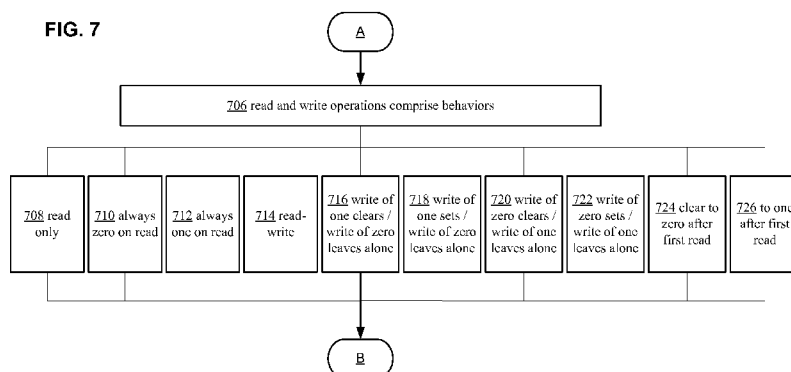 FIG. 7
A
706 read and write operations comprise behaviors
708 read
only
710 always
zero on read
712 always
one on read
714 read-
write
716 write of
one clears /
write of zero
leaves alone
718 write of
one sets /
write of zero
leaves alone
720 write of
zero clears /
write of one
leaves alone
722 write of
zero sets /
write of one
leaves alone
724 clear to
zero after
first read
726 to one
after first
read
B